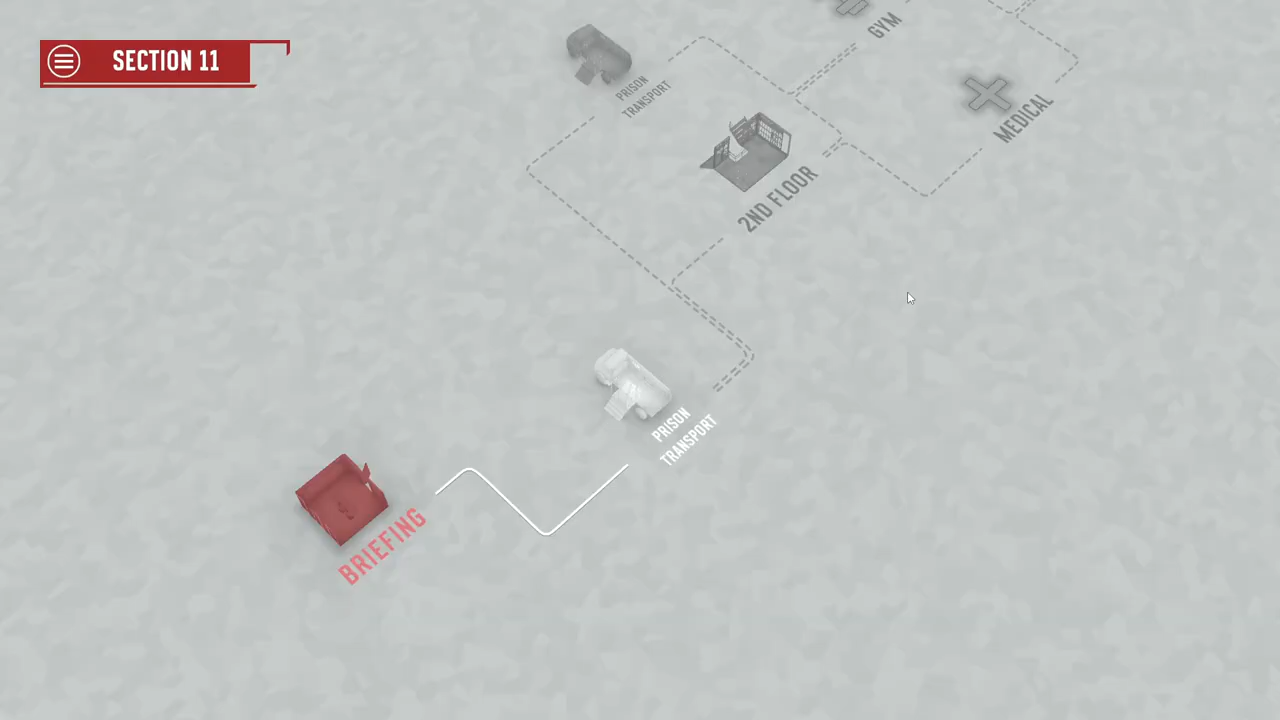 SECTION 11
GYM
PRISON
TRANSPORT
MEDICAL
2ND FLOOR
PRISON
TRANSPORT
BRIEFING